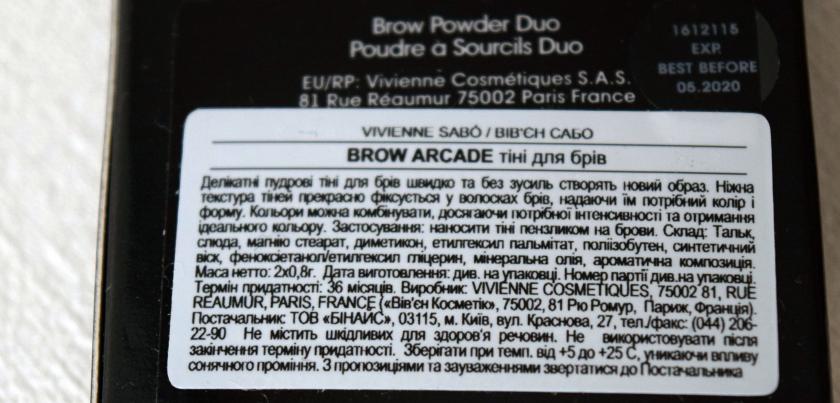 Brow Powder Duo
Poudre à Sourcils Duo
EU/RP: Vivienne Cosmétiques S.A.S.
81 Rue Réaumur 75002 Paris France
1612115
EXP.
BEST BEFORE
05.2020
VIVIENNE SABÓ / ВІВ'ЄН САБО
BROW ARCADE тіні для брів
Делікатні пудрові тіні для брів швидко та без зусиль створять новий образ. Ніжна
текстура тіней прекрасно фіксується у волосках брів, надаючи їм потрібний колір і
форму. Кольори можна комбінувати, досягаючи потрібної інтенсивності та отримання
ідеального кольору. Застосування: наносити тіні пензликом на брови. Склад: Тальк,
слюда, магнію стеарат, диметикон, етилгексил пальмітат, поліізобутен, синтетичний
віск, феноксіетанол/етилгексил гліцерин, мінеральна олія, ароматична композиція.
Маса нетто: 2х0,8г. Дата виготовлення: див. на упаковці. Номер партії див.на упаковці.
Термін придатності: 36 місяців. Виробник: VIVIENNE COSMETIQUES, 75002 81, RUE
REAUMUR, PARIS, FRANCE («Вів'єн Косметік», 75002, 81 Рю Ромур, Париж, Франція).
Постачальник: ТОВ «БІНАЙС», 03115, м. Київ, вул. Краснова, 27, тел./факс: (044) 206-
22-90 Не містить шкідливих для здоров'я речовин. Не використовувати після
закінчення терміну придатності. Зберігати при темп. від +5 до +25 С, уникаючи впливу
сонячного проміння. З пропозиціями та зауваженнями звертатися до Постачальника